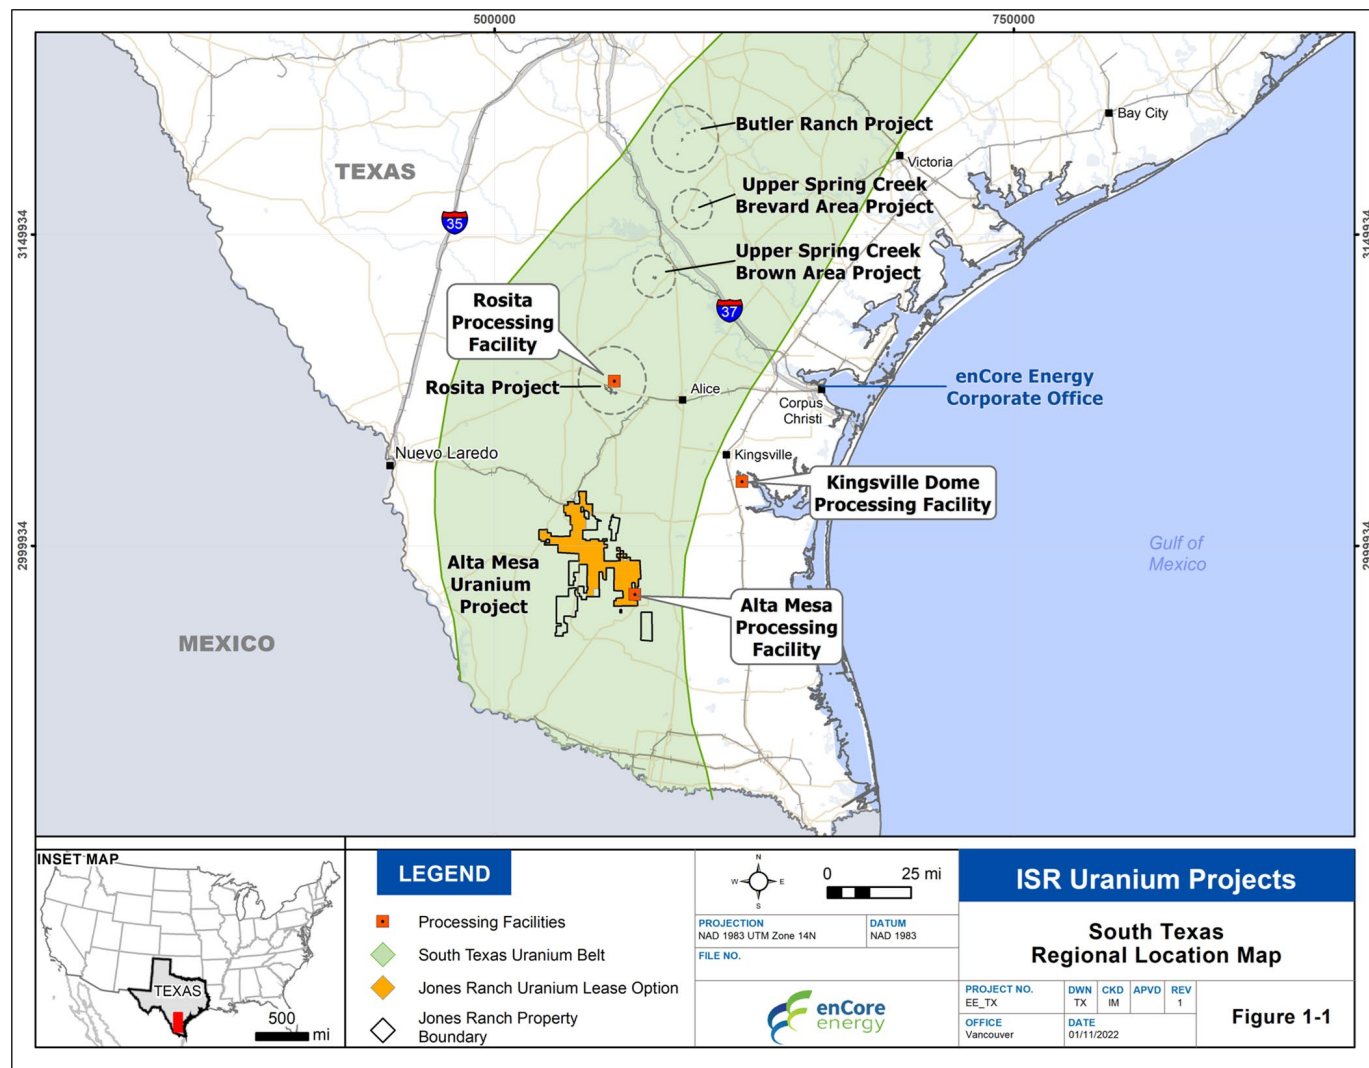 500000
750000
3149934
3149934
2999934
2999934
TEXAS
MEXICO
35
37
Butler Ranch Project
Upper Spring Creek
Brevard Area Project
Upper Spring Creek
Brown Area Project
Bay City
Victoria
Rosita
Processing
Facility
Rosita Project
Alice
Corpus
Christi
enCore Energy
Corporate Office
Nuevo Laredo
Kingsville
Kingsville Dome
Processing Facility
Alta Mesa
Uranium
Project
Alta Mesa
Processing
Facility
Gulf of
Mexico
INSET MAP
TEXAS
500
mi
LEGEND
Processing Facilities
South Texas Uranium Belt
Jones Ranch Uranium Lease Option
Jones Ranch Property
Boundary
N
W
E
S
0
25 mi
PROJECTION
NAD 1983 UTM Zone 14N
DATUM
NAD 1983
FILE NO.
enCore
energy
ISR Uranium Projects
South Texas
Regional Location Map
PROJECT NO.
EE_TX
DWN
TX
CKD
IM
APVD
REV
1
OFFICE
Vancouver
DATE
01/11/2022
Figure 1-1